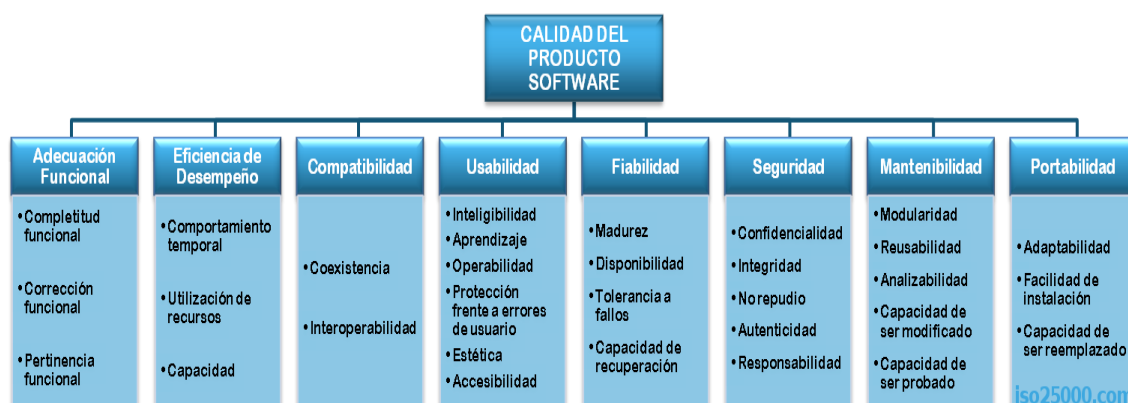 CALIDAD DEL
PRODUCTO
SOFTWARE
Adecuación
Funcional
•Completitud
funcional
•Corrección
funcional
•Pertinencia
funcional
Eficiencia de
Desempeño
•Comportamiento
temporal
•Utilización de
recursos
•Capacidad
Compatibilidad
•Coexistencia
•Interoperabilidad
Usabilidad
•Inteligibilidad
•Aprendizaje
•Operabilidad
•Protección
frente a errores
de usuario
•Estética
•Accesibilidad
Fiabilidad
•Madurez
•Disponibilidad
•Tolerancia a
fallos
•Capacidad de
recuperación
Seguridad
•Confidencialidad
•Integridad
•No repudio
•Autenticidad
•Responsabilidad
Mantenibilidad
•Modularidad
•Reusabilidad
•Analizabilidad
•Capacidad de
ser modificado
•Capacidad de
ser probado
Portabilidad
•Adaptabilidad
•Facilidad de
instalación
•Capacidad de
ser reemplazado
iso25000.com